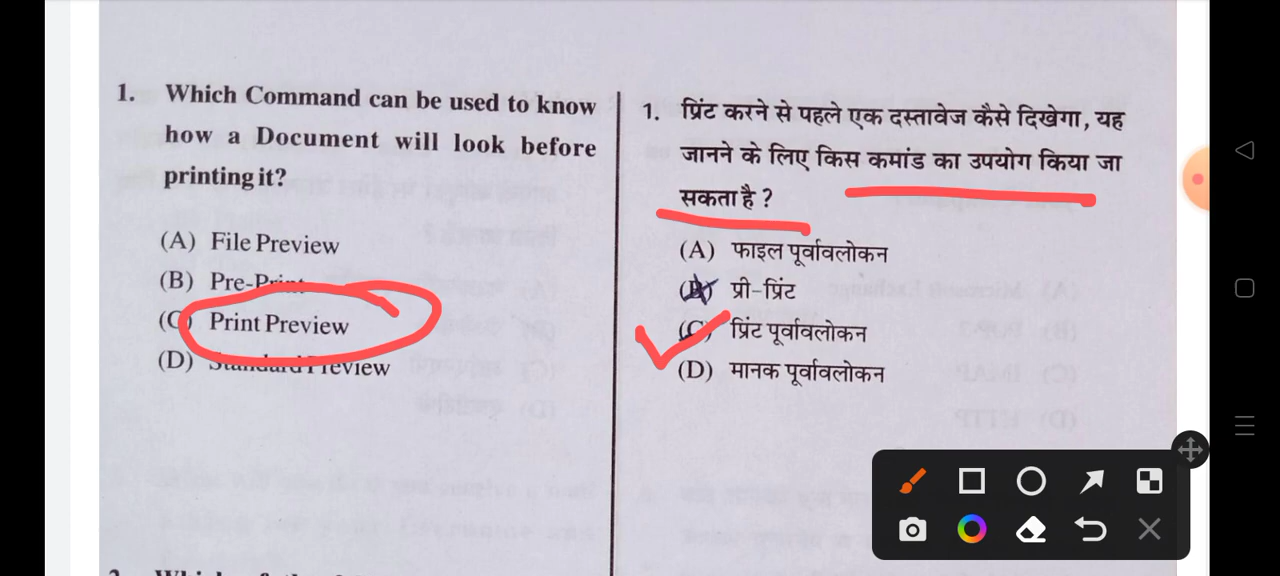 1. Which Command can be used to know
how a Document will look before
printing it?
(A) File Preview
(B) Pre-Print
(C) Print Preview
(D) Standard Preview
1. प्रिंट करने से पहले एक दस्तावेज कैसे दिखेगा, यह
जानने के लिए किस कमांड का उपयोग किया जा
सकता है ?
(A) फाइल पूर्वावलोकन
(B) प्री-प्रिंट
(C) प्रिंट पूर्वावलोकन
(D) मानक पूर्वावलोकन